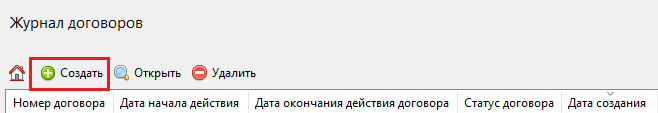 Журнал договоров
Создать Открыть Удалить
Номер договора Дата начала действия Дата окончания действия договора Статус договора Дата создания